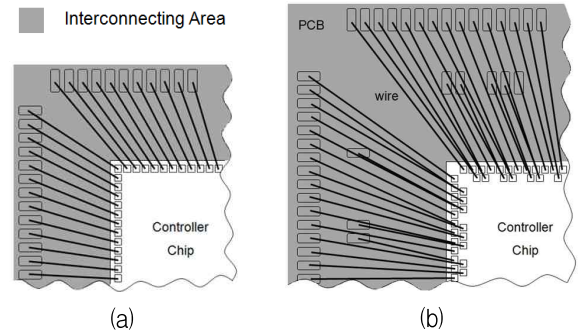 Interconnecting Area
PCB
wire
Controller
Chip
Controller
Chip
(a)
(b)